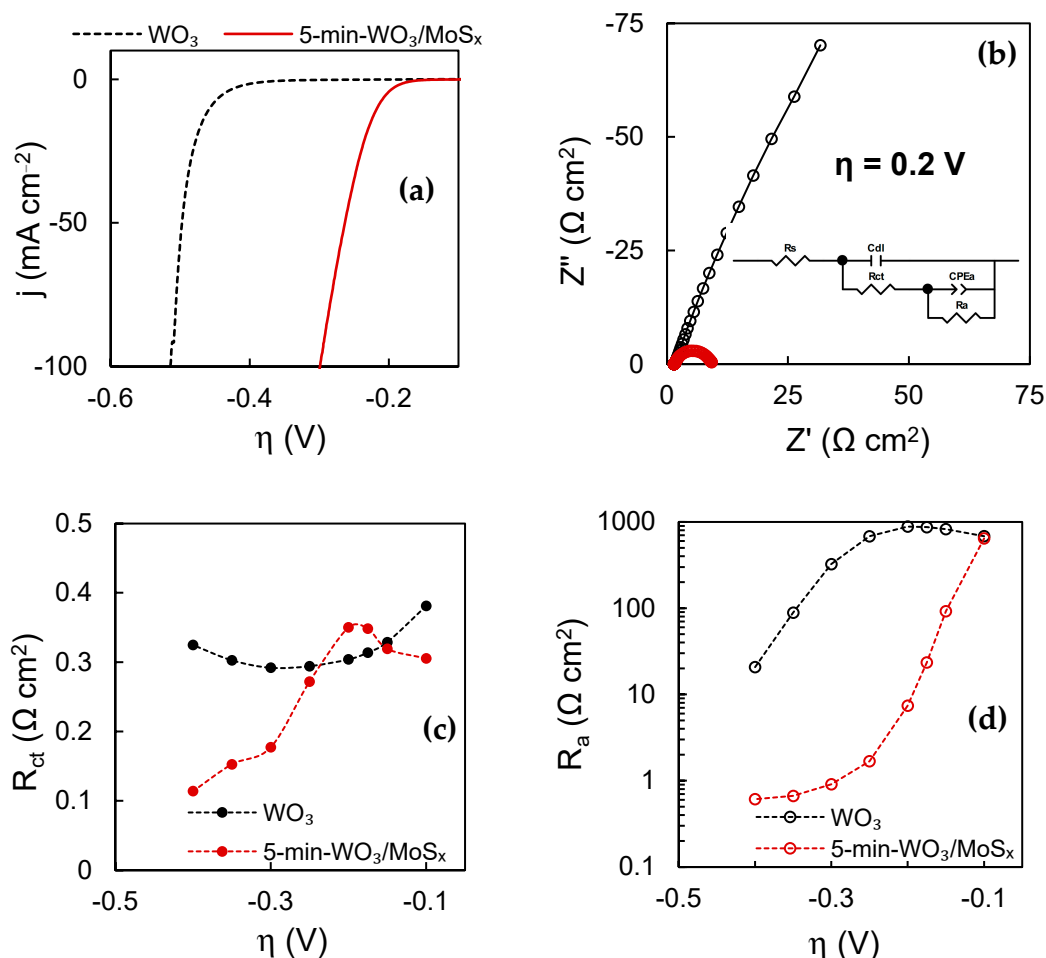 WO₃ 5-min-WO₃/MoSₓ
0
-50
-100
j (mA cm⁻²)
(a)
-0.6 -0.4 -0.2
η (V)
-75
-50
-25
0
Z'' (Ω cm²)
(b)
η = 0.2 V
Rs Cdl
Rct CPEa
Ra
0 25 50 75
Z' (Ω cm²)
0.5
0.4
0.3
0.2
0.1
0
R_ct (Ω cm²)
(c)
WO₃
5-min-WO₃/MoSₓ
-0.5 -0.3 -0.1
η (V)
1000
100
10
1
0.1
R_a (Ω cm²)
(d)
WO₃
5-min-WO₃/MoSₓ
-0.5 -0.3 -0.1
η (V)